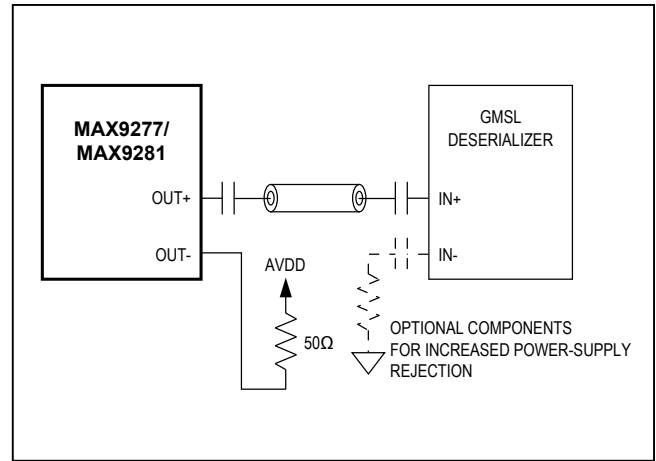 MAX9277/
MAX9281
GMSL
DESERIALIZER
OUT+
IN+
OUT-
IN-
AVDD
50Ω
OPTIONAL COMPONENTS
FOR INCREASED POWER-SUPPLY
REJECTION